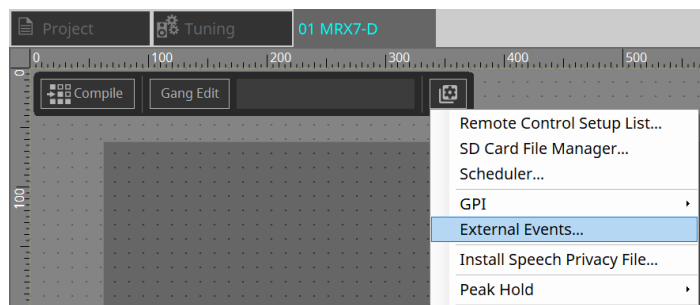 Project
Tuning
01 MRX7-D
0 100 200 300 400 500
0
100
Compile
Gang Edit
Remote Control Setup List...
SD Card File Manager...
Scheduler...
GPI
External Events...
Install Speech Privacy File...
Peak Hold